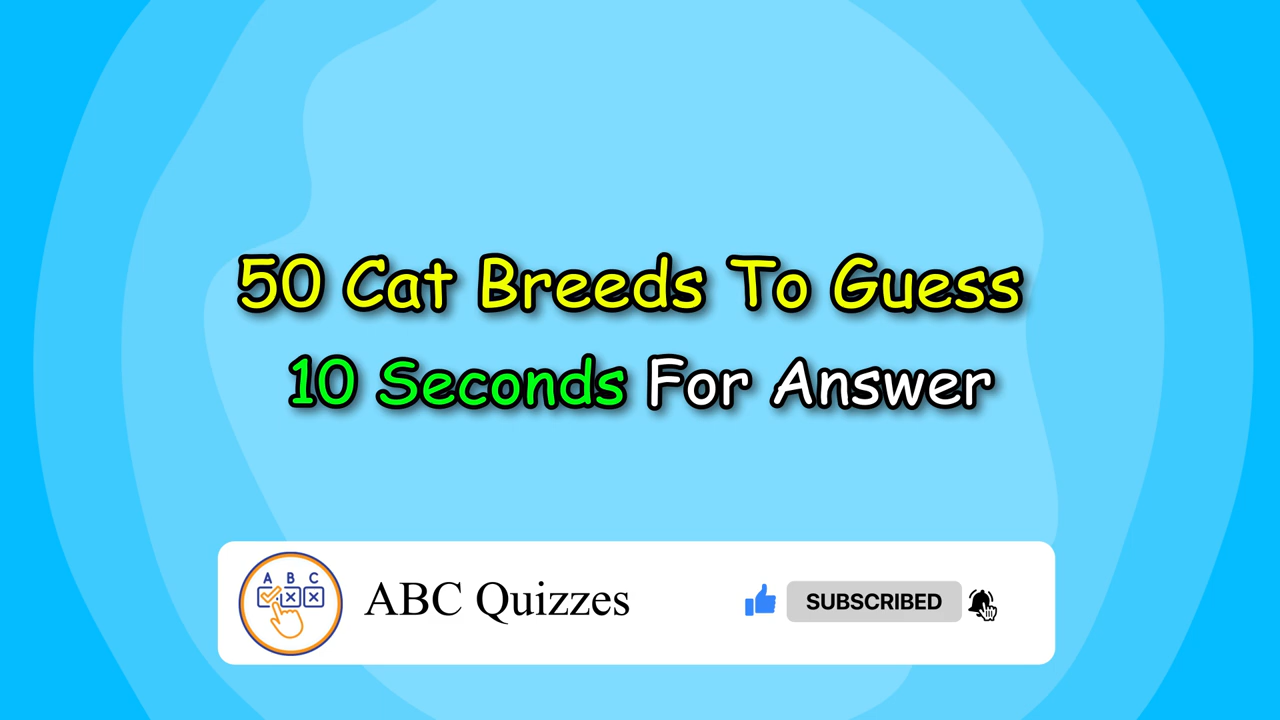 50 Cat Breeds To Guess
10 Seconds For Answer
A B C
ABC Quizzes
SUBSCRIBED